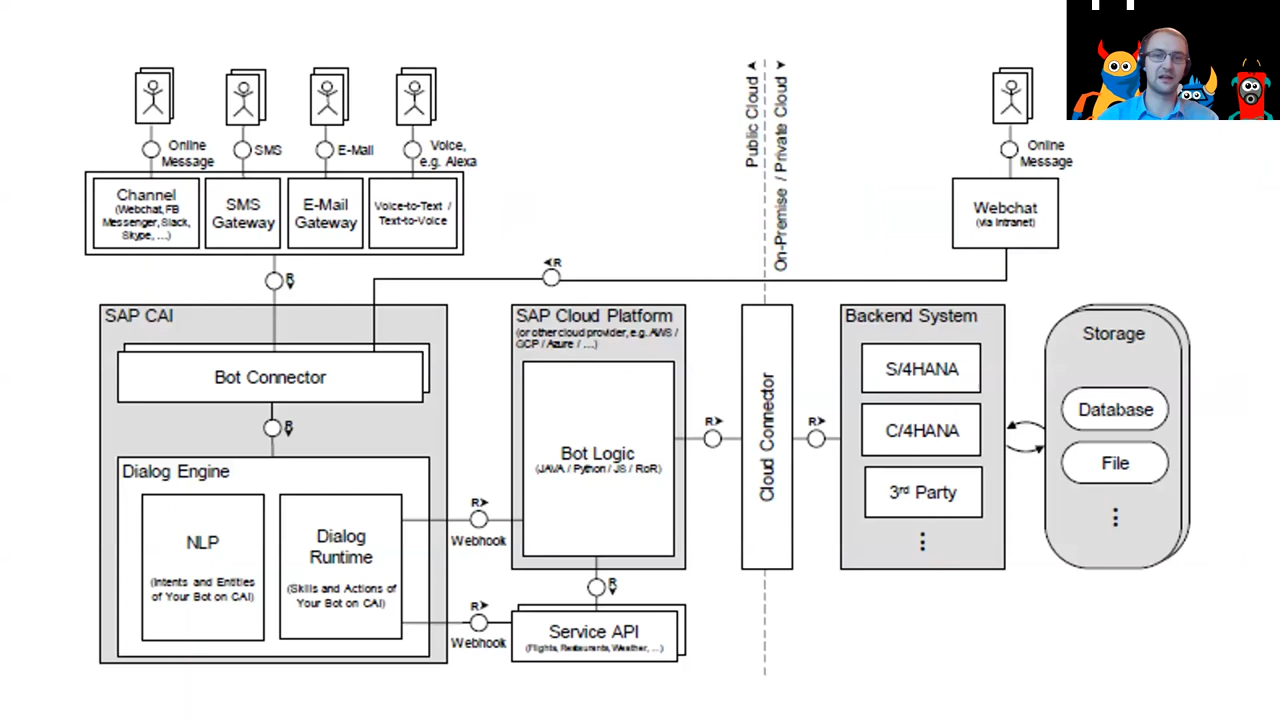 Online
Message
SMS
E-Mail
Voice,
e.g. Alexa
Public Cloud
On-Premise / Private Cloud
Online
Message
Channel
(Webchat, FB
Messenger, Slack,
Skype, ...)
SMS
Gateway
E-Mail
Gateway
Voice-to-Text /
Text-to-Voice
Webchat
(via Intranet)
R
R
SAP CAI
Bot Connector
R
Dialog Engine
NLP
(Intents and Entities
of Your Bot on CAI)
Dialog
Runtime
(Skills and Actions of
Your Bot on CAI)
R
Webhook
R
Webhook
SAP Cloud Platform
(or other cloud provider, e.g. AWS /
GCP / Azure / ....)
Bot Logic
(JAVA / Python / JS / RoR)
R
Service API
(Flights, Restaurants, Weather, ...)
R
Cloud Connector
R
Backend System
S/4HANA
C/4HANA
3rd Party
Storage
Database
File